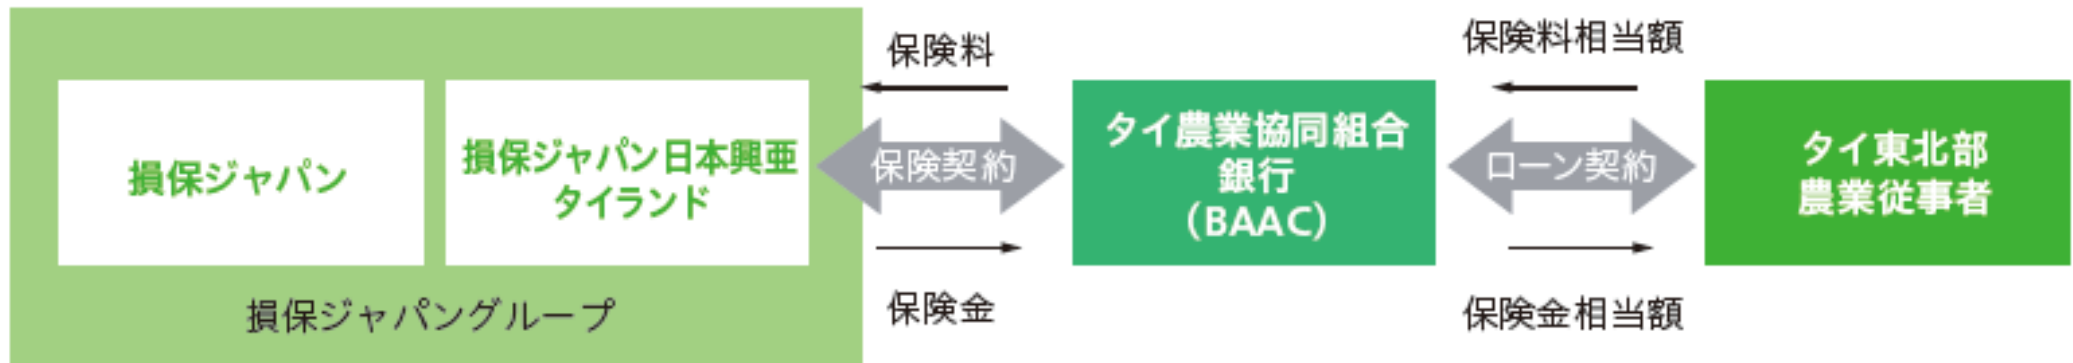 損保ジャパン
損保ジャパン日本興亜
タイランド
損保ジャパングループ
保険料
保険契約
保険金
タイ農業協同組合
銀行
（BAAC）
保険料相当額
ローン契約
保険金相当額
タイ東北部
農業従事者